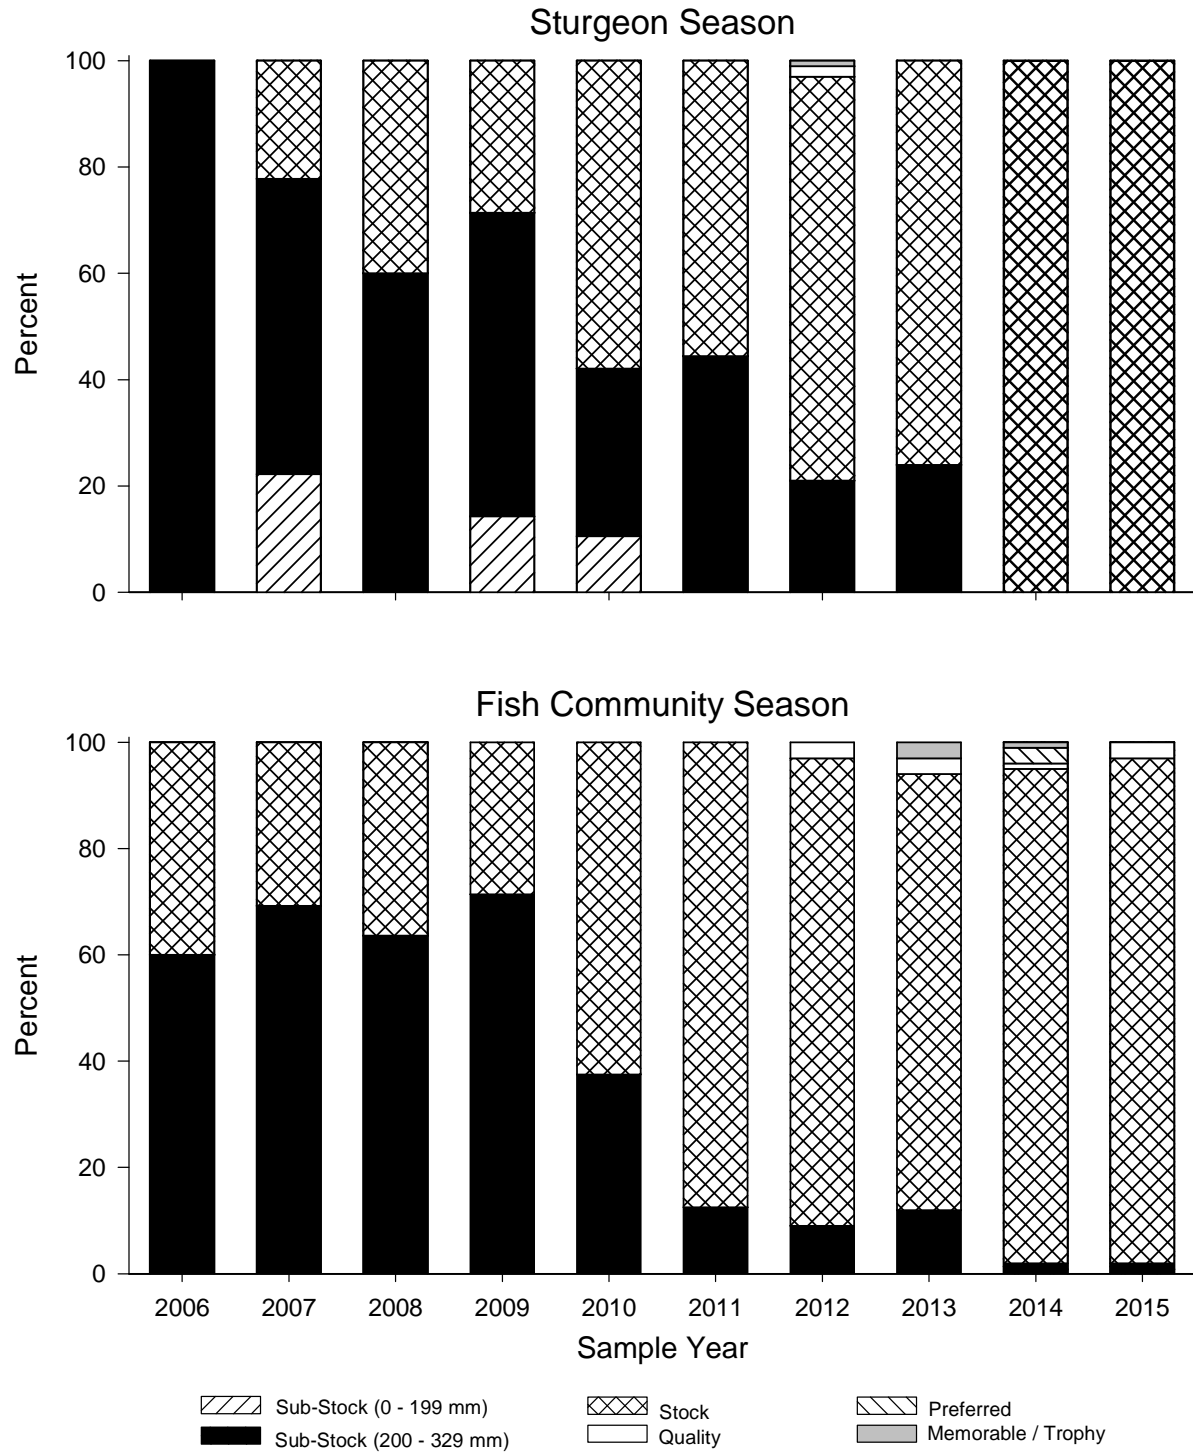 Sturgeon Season
100
80
60
40
20
0
Percent
Fish Community Season
100
80
60
40
20
0
Percent
2006 2007 2008 2009 2010 2011 2012 2013 2014 2015
Sample Year
Sub-Stock (0 - 199 mm) Stock Preferred
Sub-Stock (200 - 329 mm) Quality Memorable / Trophy